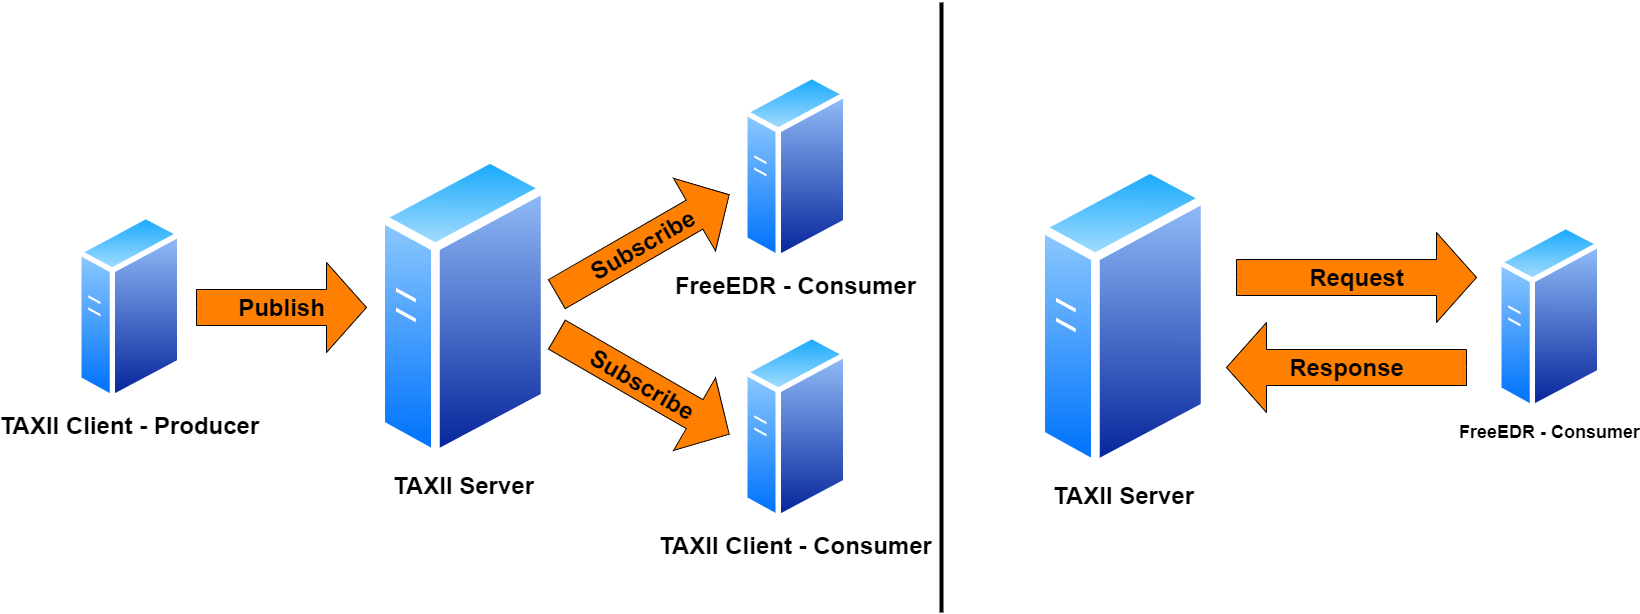 Publish
TAXII Client - Producer
TAXII Server
Subscribe
FreeEDR - Consumer
Subscribe
TAXII Client - Consumer
Request
Response
TAXII Server
FreeEDR - Consumer